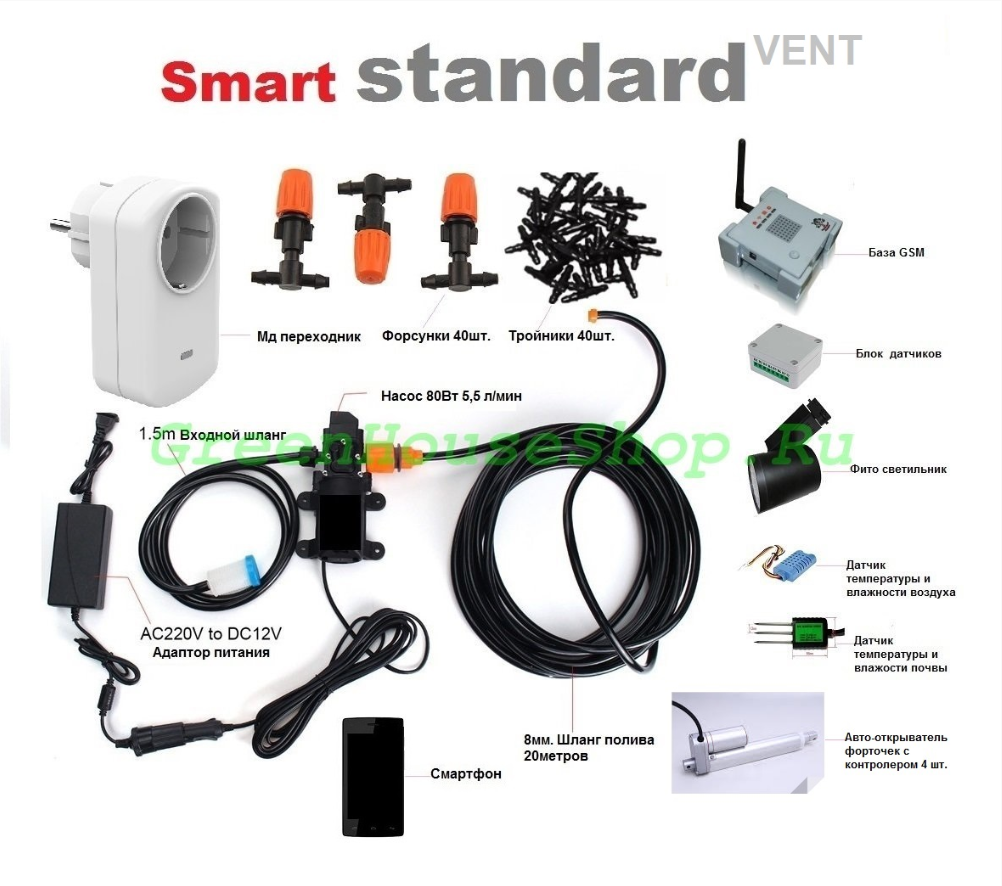 Smart standard VENT
База GSM
Мд переходник
Форсунки 40шт.
Тройники 40шт.
Блок датчиков
Насос 80Вт 5,5 л/мин
1.5m Входной шланг
GreenHouseShop.Ru
Фито светильник
Датчик
температуры и
влажности воздуха
AC220V to DC12V
Адаптор питания
Датчик
температуры и
влажости почвы
8мм. Шланг полива
20метров
Авто-открыватель
форточек с
контролером 4 шт.
Смартфон